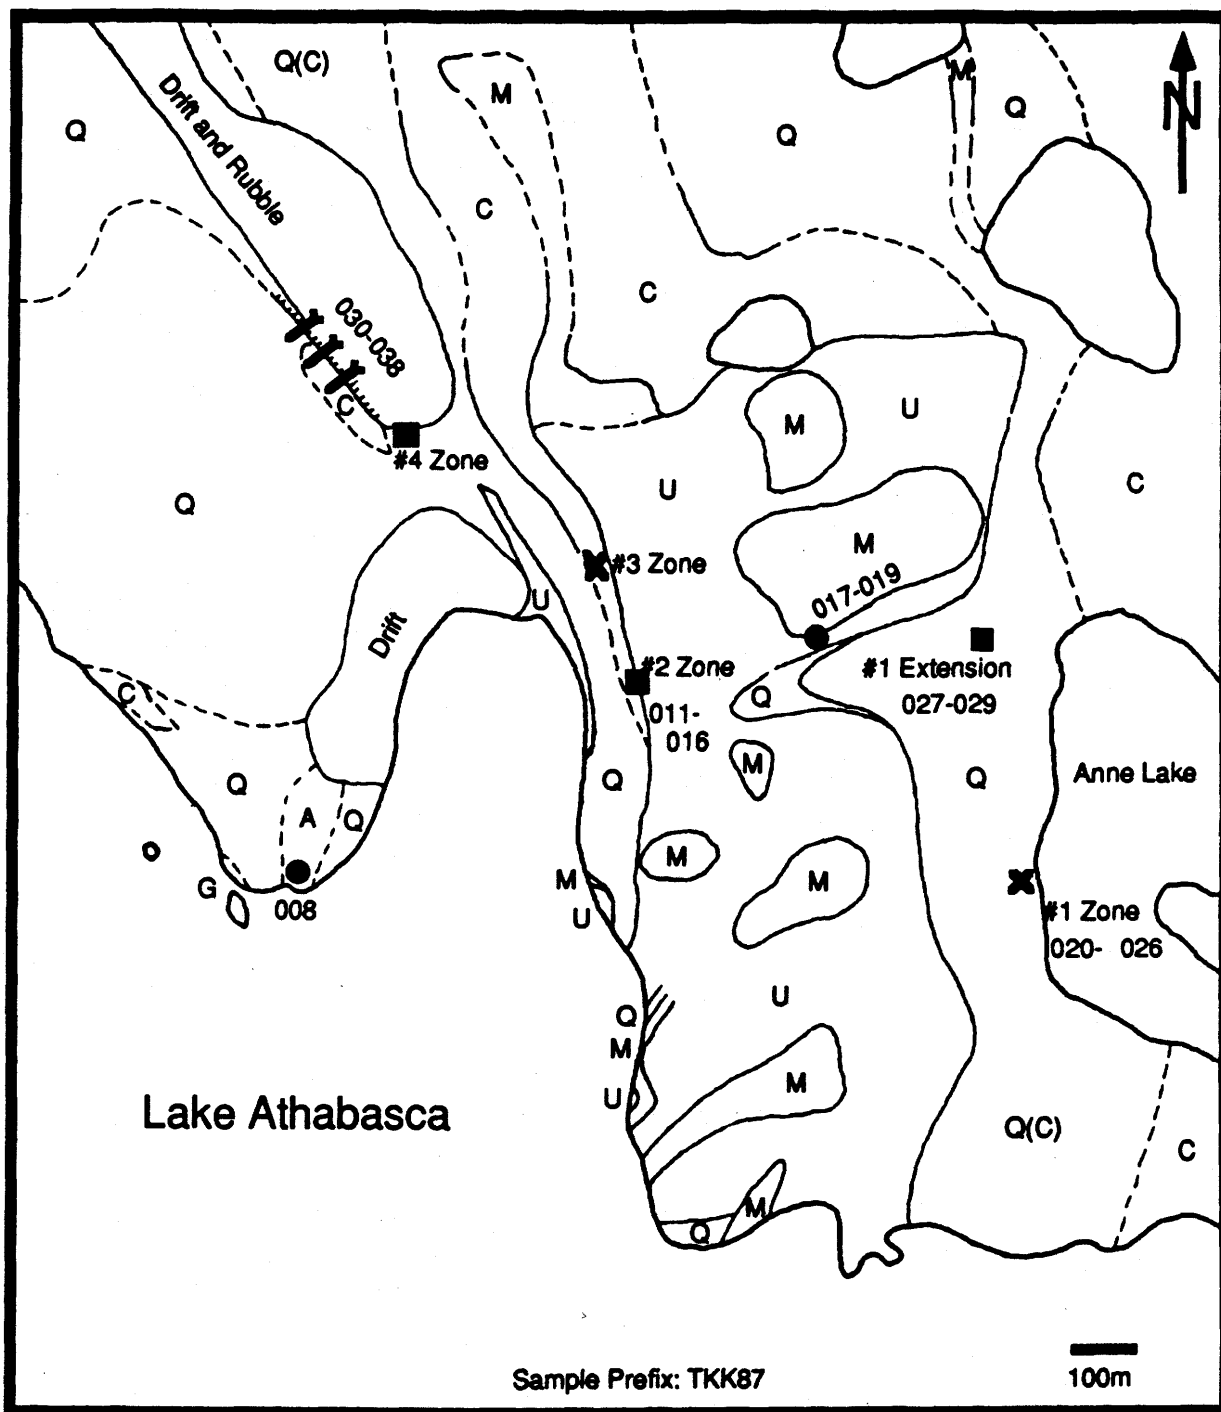 Q(C)
M
M
N
Q
Drift and Rubble
Q
Q
C
C
030-038
C
M
U
#4 Zone
C
U
Q
M
#3 Zone
017-019
U
Drift
#2 Zone
#1 Extension
C
Q
027-029
011-
016
M
Anne Lake
Q
Q
Q
A
Q
M
M
M
G
U
#1 Zone
008
020- 026
U
Q
M
M
U
Lake Athabasca
Q(C)
C
M
Q
Sample Prefix: TKK87
100m